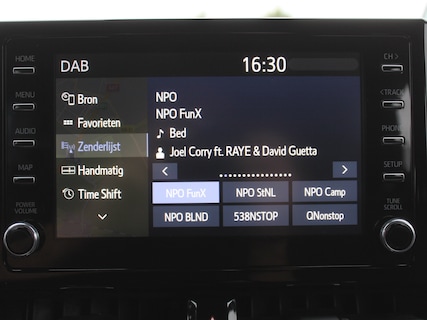 DAB 16:30
HOME
MENU
AUDIO
MAP
POWER
VOLUME
Bron
Favorieten
Zenderlijst
Handmatig
Time Shift
NPO
NPO FunX
Bed
Joel Corry ft. RAYE & David Guetta
NPO FunX NPO StNL NPO Camp
NPO BLND 538NSTOP QNonstop
CH >
< TRACK
PHONE
SETUP
TUNE
SCROLL